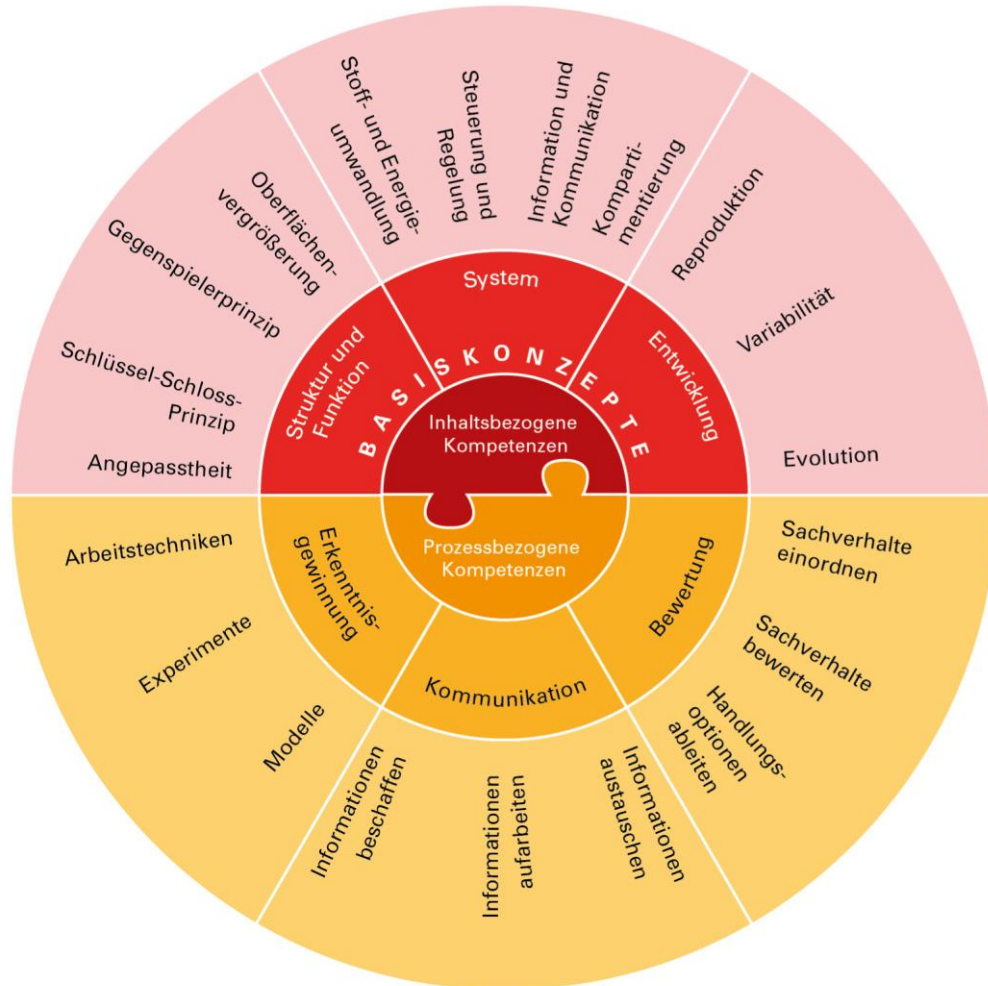 Stoff- und Energie-
umwandlung
Steuerung und
Regelung
Information und
Kommunikation
Komparti-
mentierung
Oberflächen-
vergrößerung
Gegenspielerprinzip
Schlüssel-Schloss-
Prinzip
Angepasstheit
Reproduktion
Variabilität
Evolution
System
Struktur und
Funktion
Entwicklung
BASISKONZEPTE
Inhaltsbezogene
Kompetenzen
Prozessbezogene
Kompetenzen
Erkenntnis-
gewinnung
Kommunikation
Bewertung
Arbeitstechniken
Experimente
Modelle
Informationen
beschaffen
Informationen
aufarbeiten
Informationen
austauschen
Sachverhalte
einordnen
Sachverhalte
bewerten
Handlungs-
optionen
ableiten